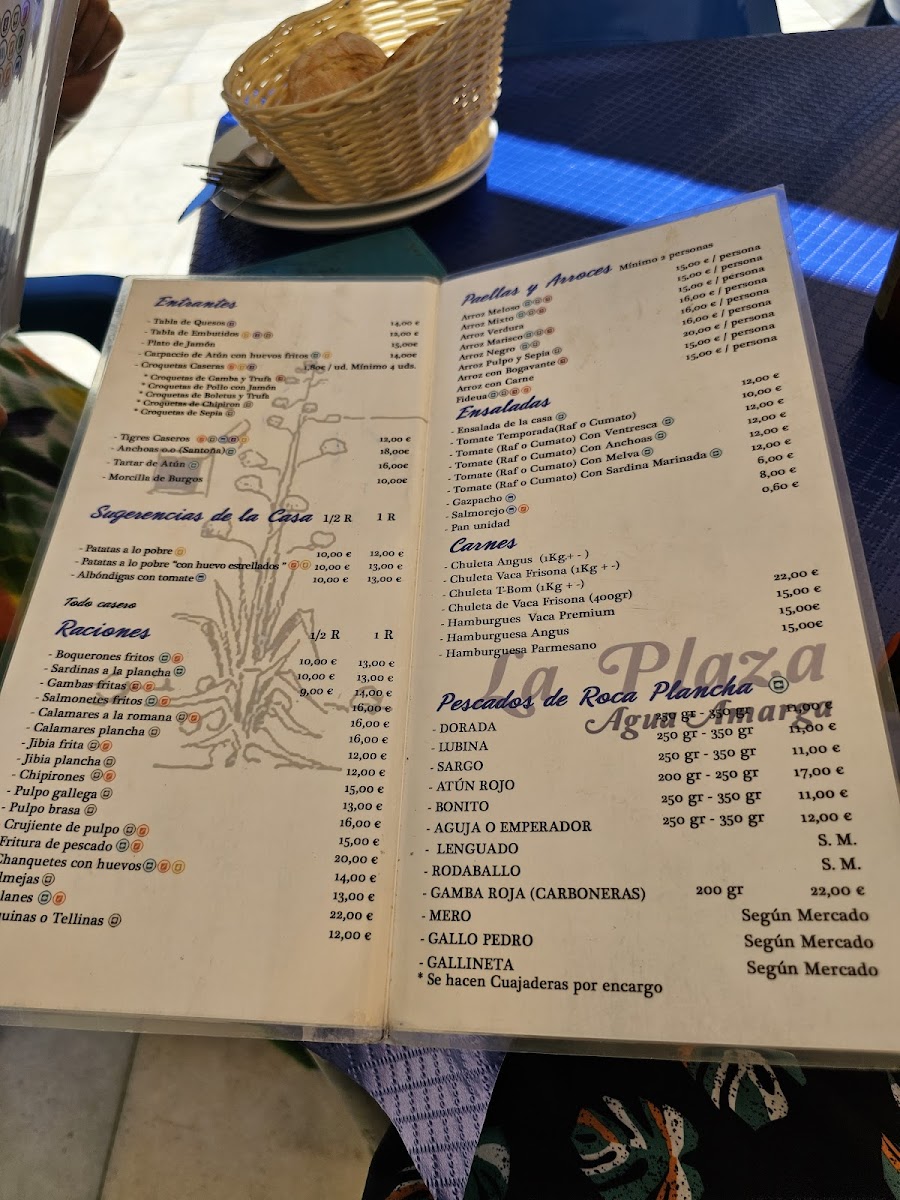 Entrantes
- Tabla de Quesos 14,00 €
- Tabla de Embutidos 12,00 €
- Plato de Jamón 15,00€
- Carpaccio de Atún con huevos fritos 14,00€
- Croquetas Caseras 1,80€ / ud. Mínimo 4 uds.
* Croquetas de Gamba y Trufa
* Croquetas de Pollo con Jamón
* Croquetas de Boletus y Trufa
* Croquetas de Chipiron
* Croquetas de Sepia
- Tigres Caseros 12,00 €
- Anchoas 0.0 (Santoña) 18,00€
- Tartar de Atún 16,00€
- Morcilla de Burgos 10,00€
Sugerencias de la Casa 1/2 R 1 R
- Patatas a lo pobre 10,00 € 12,00 €
- Patatas a lo pobre “con huevo estrellados ” 10,00 € 13,00 €
- Albóndigas con tomate 10,00 € 13,00 €
Todo casero
Raciones 1/2 R 1 R
- Boquerones fritos 10,00 € 13,00 €
- Sardinas a la plancha 10,00 € 13,00 €
- Gambas fritas 9,00 € 14,00 €
- Salmonetes fritos 16,00 €
- Calamares a la romana 16,00 €
- Calamares plancha 16,00 €
- Jibia frita 12,00 €
- Jibia plancha 12,00 €
- Chipirones 15,00 €
- Pulpo gallega 13,00 €
- Pulpo brasa 16,00 €
Crujiente de pulpo 15,00 €
Fritura de pescado 20,00 €
Chanquetes con huevos 14,00 €
lmejas 13,00 €
lanes 22,00 €
uinas o Tellinas 12,00 €
Paellas y Arroces Mínimo 2 personas
Arroz Meloso
Arroz Mixto
Arroz Verdura
Arroz Marisco
Arroz Negro
Arroz Pulpo y Sepia
Arroz con Bogavante
Arroz con Carne
Fideua
15,00 € / persona
15,00 € / persona
15,00 € / persona
16,00 € / persona
16,00 € / persona
20,00 € / persona
15,00 € / persona
15,00 € / persona
Ensaladas
- Ensalada de la casa 12,00 €
- Tomate Temporada(Raf o Cumato) 10,00 €
- Tomate (Raf o Cumato) Con Ventresca 12,00 €
- Tomate (Raf o Cumato) Con Anchoas 12,00 €
- Tomate (Raf o Cumato) Con Melva 12,00 €
- Tomate (Raf o Cumato) Con Sardina Marinada 12,00 €
- Gazpacho 6,00 €
- Salmorejo 8,00 €
- Pan unidad 0,60 €
Carnes
- Chuleta Angus (1Kg.+ - )
- Chuleta Vaca Frisona (1Kg + -)
- Chuleta T-Bom (1Kg + -)
- Chuleta de Vaca Frisona (400gr) 22,00 €
- Hamburgues Vaca Premium 15,00 €
- Hamburguesa Angus 15,00€
- Hamburguesa Parmesano 15,00€
La Plaza
Agua Amarga
Pescados de Roca Plancha
- DORADA 250 gr - 350 gr 11,00 €
- LUBINA 250 gr - 350 gr 11,00 €
- SARGO 250 gr - 350 gr 11,00 €
- ATÚN ROJO 200 gr - 250 gr 17,00 €
- BONITO 250 gr - 350 gr 11,00 €
- AGUJA O EMPERADOR 250 gr - 350 gr 12,00 €
- LENGUADO S. M.
- RODABALLO S. M.
- GAMBA ROJA (CARBONERAS) 200 gr 22,00 €
- MERO Según Mercado
- GALLO PEDRO Según Mercado
- GALLINETA Según Mercado
* Se hacen Cuajaderas por encargo